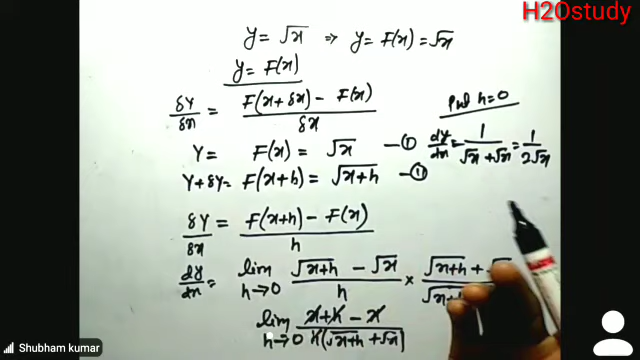 H2Ostudy
y = √x ⇒ y = F(x) = √x
y = F(x)
δy/δx = F(x+δx) - F(x) / δx
Put h=0
Y = F(x) = √x —①
dy/dx = 1/√x+√x = 1/2√x
Y+δY = F(x+h) = √x+h —②
δY/δx = F(x+h) - F(x) / h
dy/dx = lim h→0 √x+h - √x / h × √x+h + √x
lim h→0 x+h-x / h(√x+h + √x)
Shubham kumar